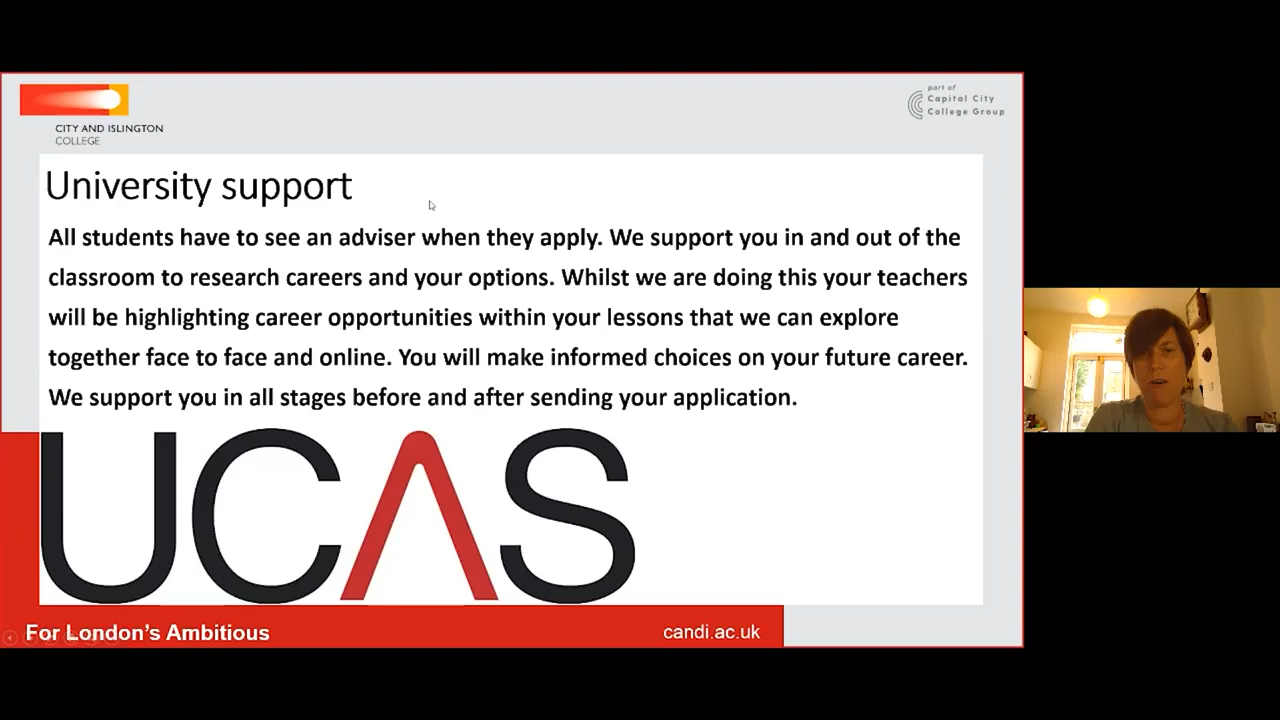 CITY AND ISLINGTON
COLLEGE
part of
Capital City
College Group
University support
All students have to see an adviser when they apply. We support you in and out of the
classroom to research careers and your options. Whilst we are doing this your teachers
will be highlighting career opportunities within your lessons that we can explore
together face to face and online. You will make informed choices on your future career.
We support you in all stages before and after sending your application.
UCAS
For London's Ambitious
candi.ac.uk